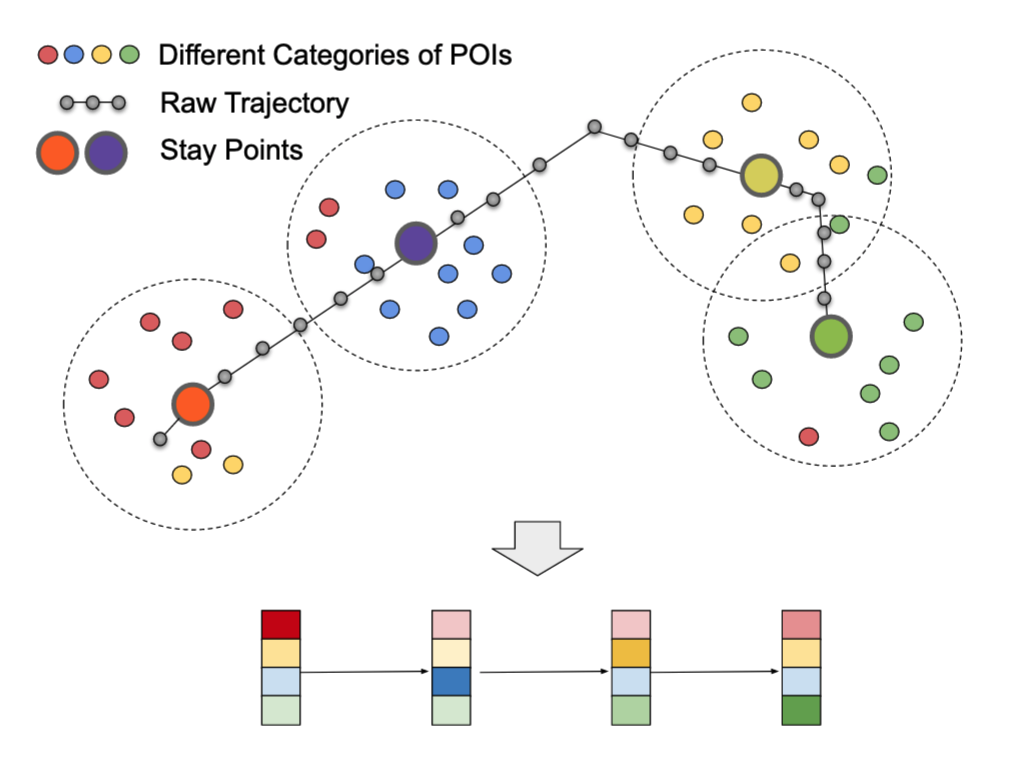 Different Categories of POIs
Raw Trajectory
Stay Points